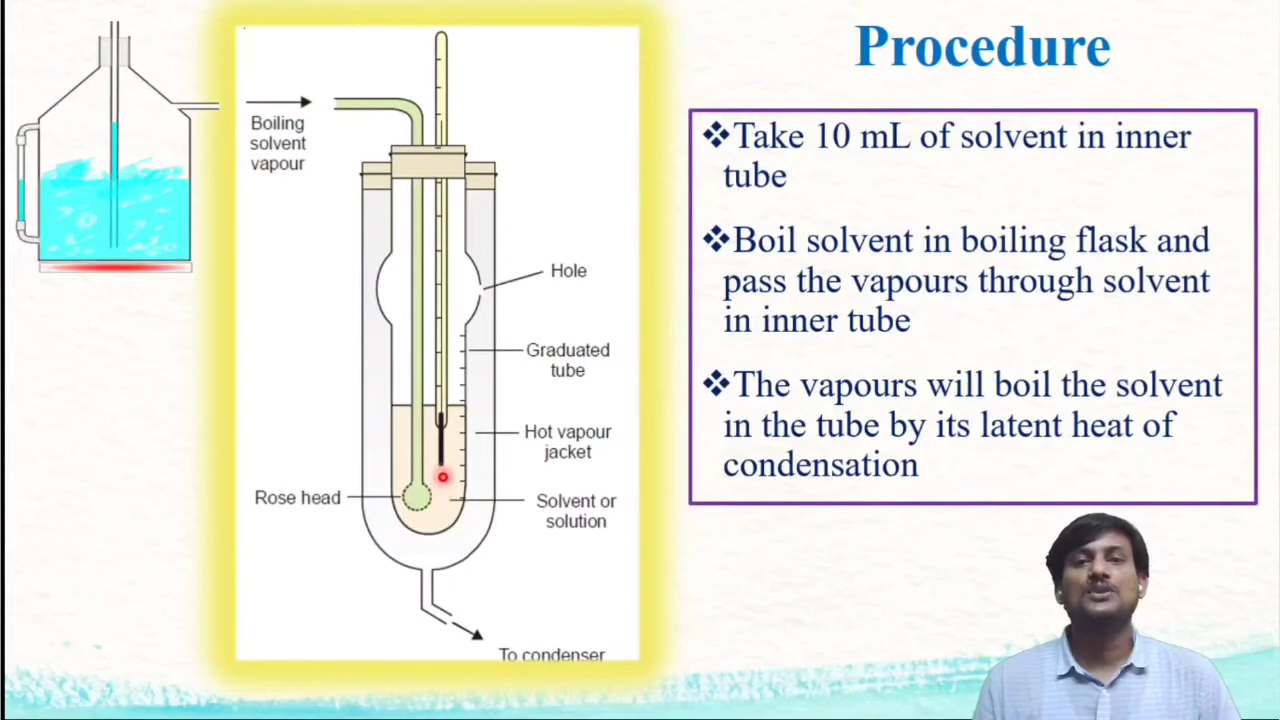 Procedure
Boiling
solvent
vapour
Hole
Graduated
tube
Hot vapour
jacket
Rose head
Solvent or
solution
To condenser
❖Take 10 mL of solvent in inner
tube
❖Boil solvent in boiling flask and
pass the vapours through solvent
in inner tube
❖The vapours will boil the solvent
in the tube by its latent heat of
condensation